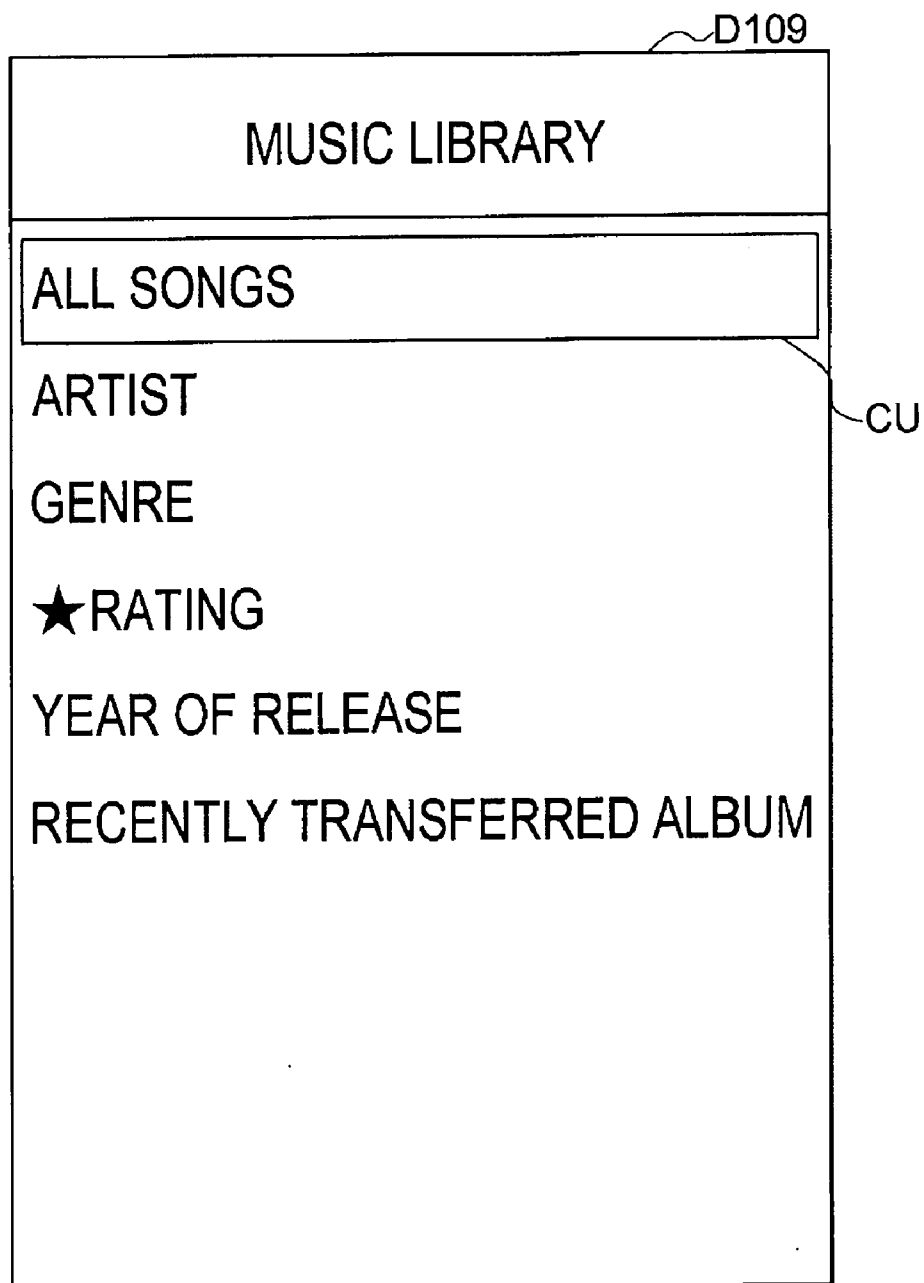 D109
MUSIC LIBRARY
ALL SONGS
CU
ARTIST
GENRE
★RATING
YEAR OF RELEASE
RECENTLY TRANSFERRED ALBUM